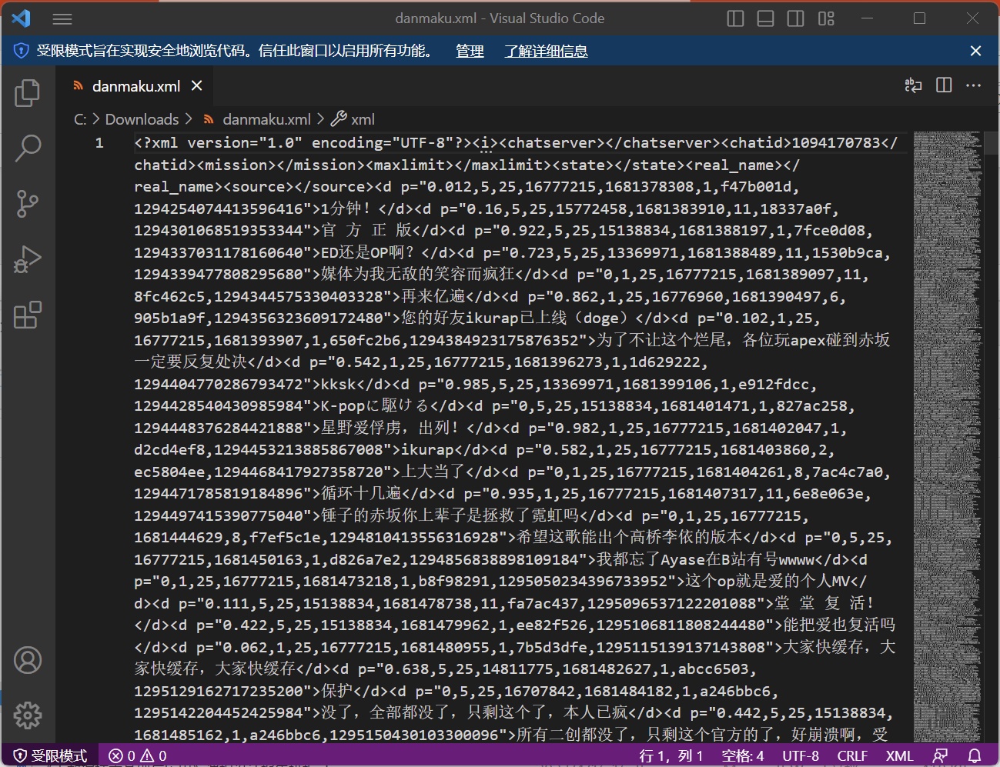 danmaku.xml - Visual Studio Code
受限模式旨在实现安全地浏览代码。信任此窗口以启用所有功能。 管理 了解详细信息
danmaku.xml
C: > Downloads > danmaku.xml > xml
1 <?xml version="1.0" encoding="UTF-8"?><i><chatserver></chatserver><chatid>1094170783</
chatid><mission></mission><maxlimit></maxlimit><state></state><real_name></
real_name><source></source><d p="0.012,5,25,16777215,1681378308,1,f47b001d,
1294254074413596416">1分钟！</d><d p="0.16,5,25,15772458,1681383910,11,18337a0f,
1294301068519353344">官 方 正 版</d><d p="0.922,5,25,15138834,1681388197,1,7fce0d08,
1294337031178160640">ED还是OP啊？</d><d p="0.723,5,25,13369971,1681388489,11,1530b9ca,
1294339477808295680">媒体为我无敌的笑容而疯狂</d><d p="0,1,25,16777215,1681389097,11,
8fc462c5,1294344575330403328">再来亿遍</d><d p="0.862,1,25,16776960,1681390497,6,
905b1a9f,1294356323609172480">您的好友ikurap已上线（doge）</d><d p="0.102,1,25,
16777215,1681393907,1,650fc2b6,1294384923175876352">为了不让这个烂尾，各位玩apex碰到赤坂
一定要反复处决</d><d p="0.542,1,25,16777215,1681396273,1,1d629222,
1294404770286793472">kksk</d><d p="0.985,5,25,13369971,1681399106,1,e912fdcc,
1294428540430985984">K-popに駆ける</d><d p="0,5,25,15138834,1681401471,1,827ac258,
1294448376284421888">星野爱俘虏，出列！</d><d p="0.982,1,25,16777215,1681402047,1,
d2cd4ef8,1294453213885867008">ikurap</d><d p="0.582,1,25,16777215,1681403860,2,
ec5804ee,1294468417927358720">上大当了</d><d p="0,1,25,16777215,1681404261,8,7ac4c7a0,
1294471785819184896">循环十几遍</d><d p="0.935,1,25,16777215,1681407317,11,6e8e063e,
1294497415390775040">锤子的赤坂你上辈子是拯救了霓虹吗</d><d p="0,1,25,16777215,
1681444629,8,f7ef5c1e,1294810413556316928">希望这歌能出个高桥李依的版本</d><d p="0,5,25,
16777215,1681450163,1,d826a7e2,1294856838898109184">我都忘了Ayase在B站有号wwww</d><d
p="0,1,25,16777215,1681473218,1,b8f98291,1295050234396733952">这个op就是爱的个人MV</
d><d p="0.111,5,25,15138834,1681478738,11,fa7ac437,1295096537122201088">堂 堂 复 活！
</d><d p="0.422,5,25,15138834,1681479962,1,ee82f526,1295106811808244480">能把爱也复活吗
</d><d p="0.062,1,25,16777215,1681480955,1,7b5d3dfe,1295115139137143808">大家快缓存，大
家快缓存，大家快缓存</d><d p="0.638,5,25,14811775,1681482627,1,abcc6503,
1295129162717235200">保护</d><d p="0,5,25,16707842,1681484182,1,a246bbc6,
1295142204452425984">没了，全部都没了，只剩这个了，本人已疯</d><d p="0.442,5,25,15138834,
1681485162,1,a246bbc6,1295150430103300096">所有二创都没了，只剩这个官方的了，好崩溃啊，受
受限模式 0 0 行 1，列 1 空格: 4 UTF-8 CRLF XML